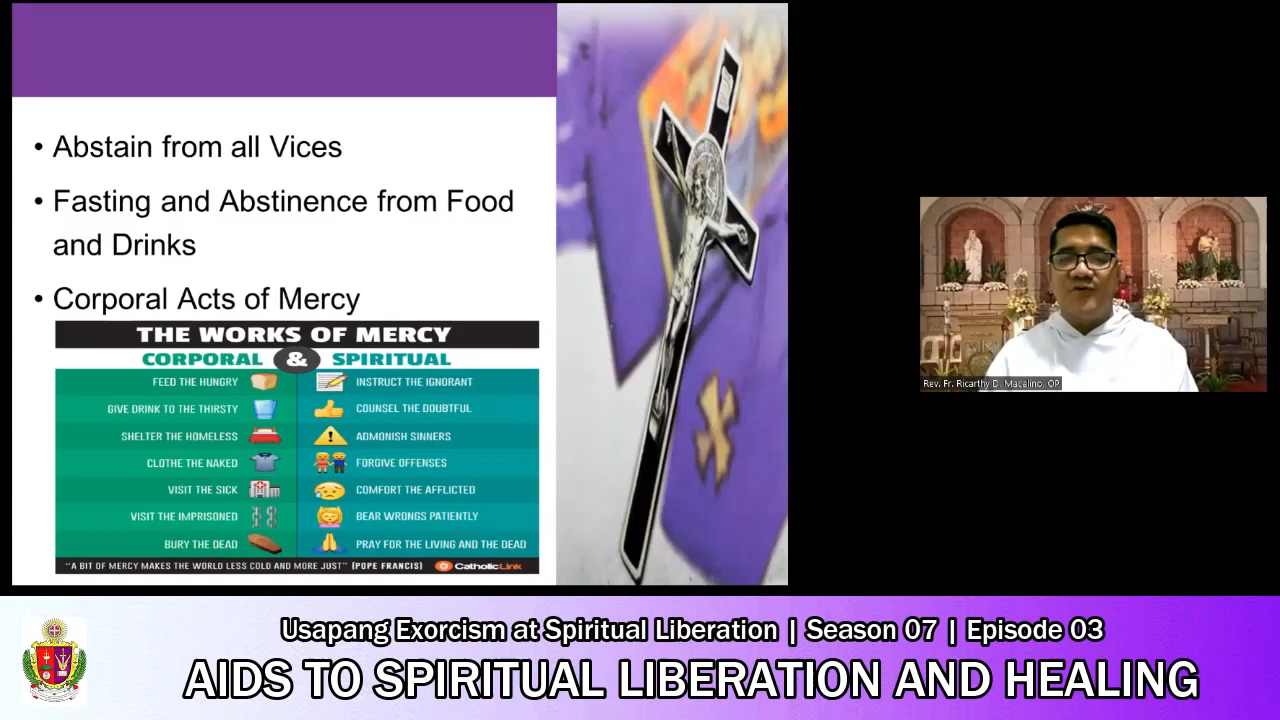 • Abstain from all Vices
• Fasting and Abstinence from Food
and Drinks
• Corporal Acts of Mercy
THE WORKS OF MERCY
CORPORAL & SPIRITUAL
FEED THE HUNGRY INSTRUCT THE IGNORANT
GIVE DRINK TO THE THIRSTY COUNSEL THE DOUBTFUL
SHELTER THE HOMELESS ADMONISH SINNERS
CLOTHE THE NAKED FORGIVE OFFENSES
VISIT THE SICK COMFORT THE AFFLICTED
VISIT THE IMPRISONED BEAR WRONGS PATIENTLY
BURY THE DEAD PRAY FOR THE LIVING AND THE DEAD
"A BIT OF MERCY MAKES THE WORLD LESS COLD AND MORE JUST" (POPE FRANCIS) CatholicLink
Rev. Fr. Ricarthy D. Macalino, OP
Usapang Exorcism at Spiritual Liberation | Season 07 | Episode 03
AIDS TO SPIRITUAL LIBERATION AND HEALING